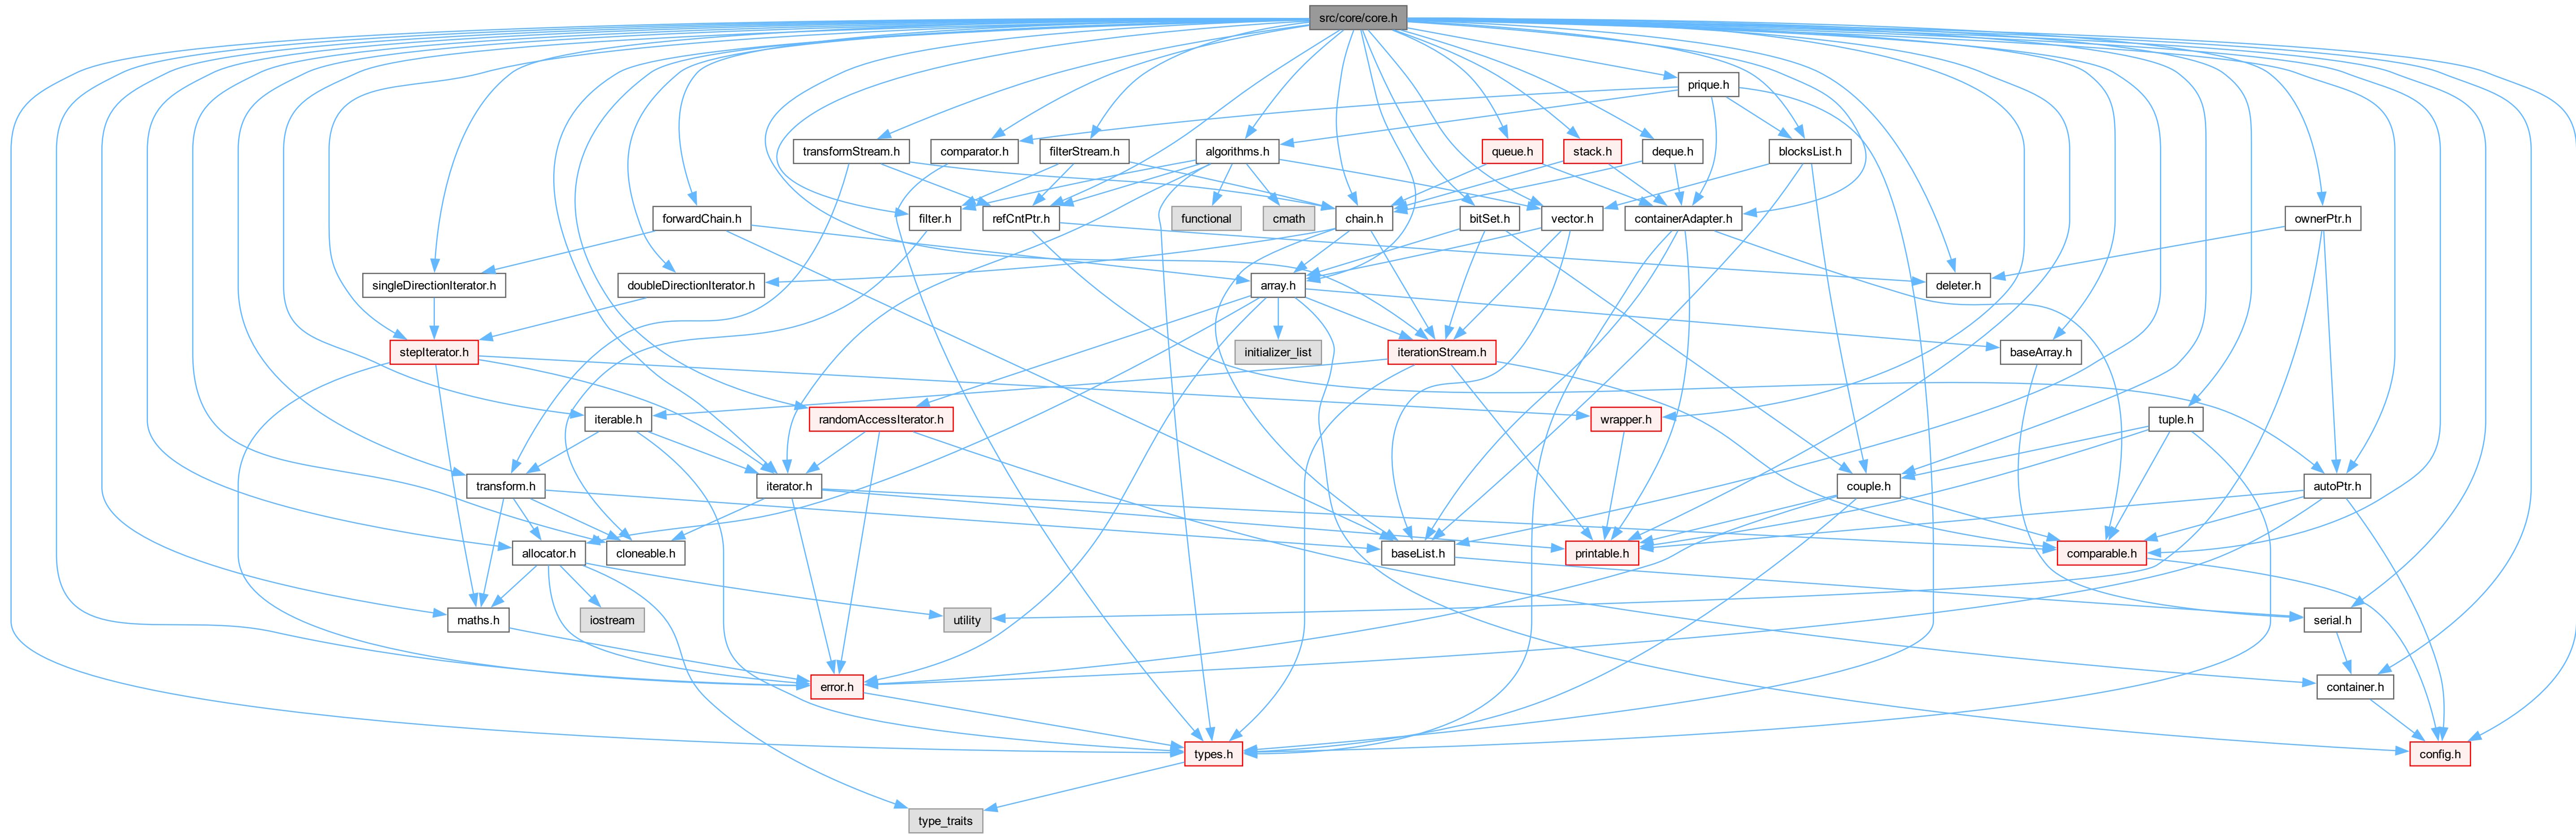 src/core/core.h
prique.h
transformStream.h
comparator.h
filterStream.h
algorithms.h
queue.h
stack.h
deque.h
blocksList.h
forwardChain.h
filter.h
refCntPtr.h
functional
cmath
chain.h
bitSet.h
vector.h
containerAdapter.h
ownerPtr.h
singleDirectionIterator.h
doubleDirectionIterator.h
array.h
deleter.h
stepIterator.h
initializer_list
iterationStream.h
baseArray.h
iterable.h
randomAccessIterator.h
wrapper.h
tuple.h
transform.h
iterator.h
couple.h
autoPtr.h
allocator.h
cloneable.h
baseList.h
printable.h
comparable.h
maths.h
iostream
utility
serial.h
error.h
container.h
types.h
config.h
type_traits